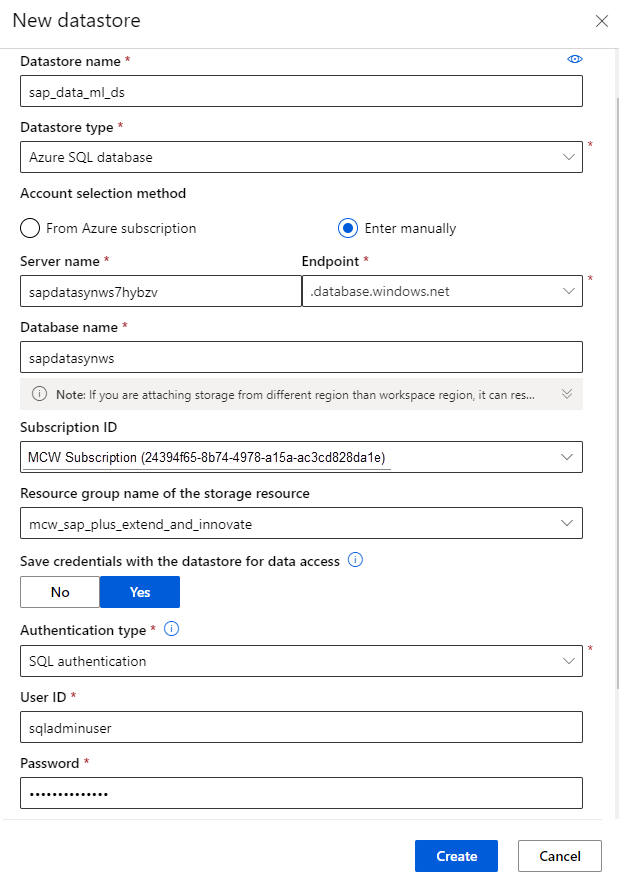 New datastore
Datastore name *
sap_data_ml_ds
Datastore type *
Azure SQL database
*
Account selection method
From Azure subscription
Enter manually
Server name *
Endpoint *
sapdatasynws7hybzv
.database.windows.net
*
Database name *
sapdatasynws
Note: If you are attaching storage from different region than workspace region, it can res...
Subscription ID
MCW Subscription (24394f65-8b74-4978-a15a-ac3cd828da1e)
Resource group name of the storage resource
mcw_sap_plus_extend_and_innovate
Save credentials with the datastore for data access
No
Yes
Authentication type *
SQL authentication
*
User ID *
sqladminuser
Password *
••••••••••••••
Create
Cancel